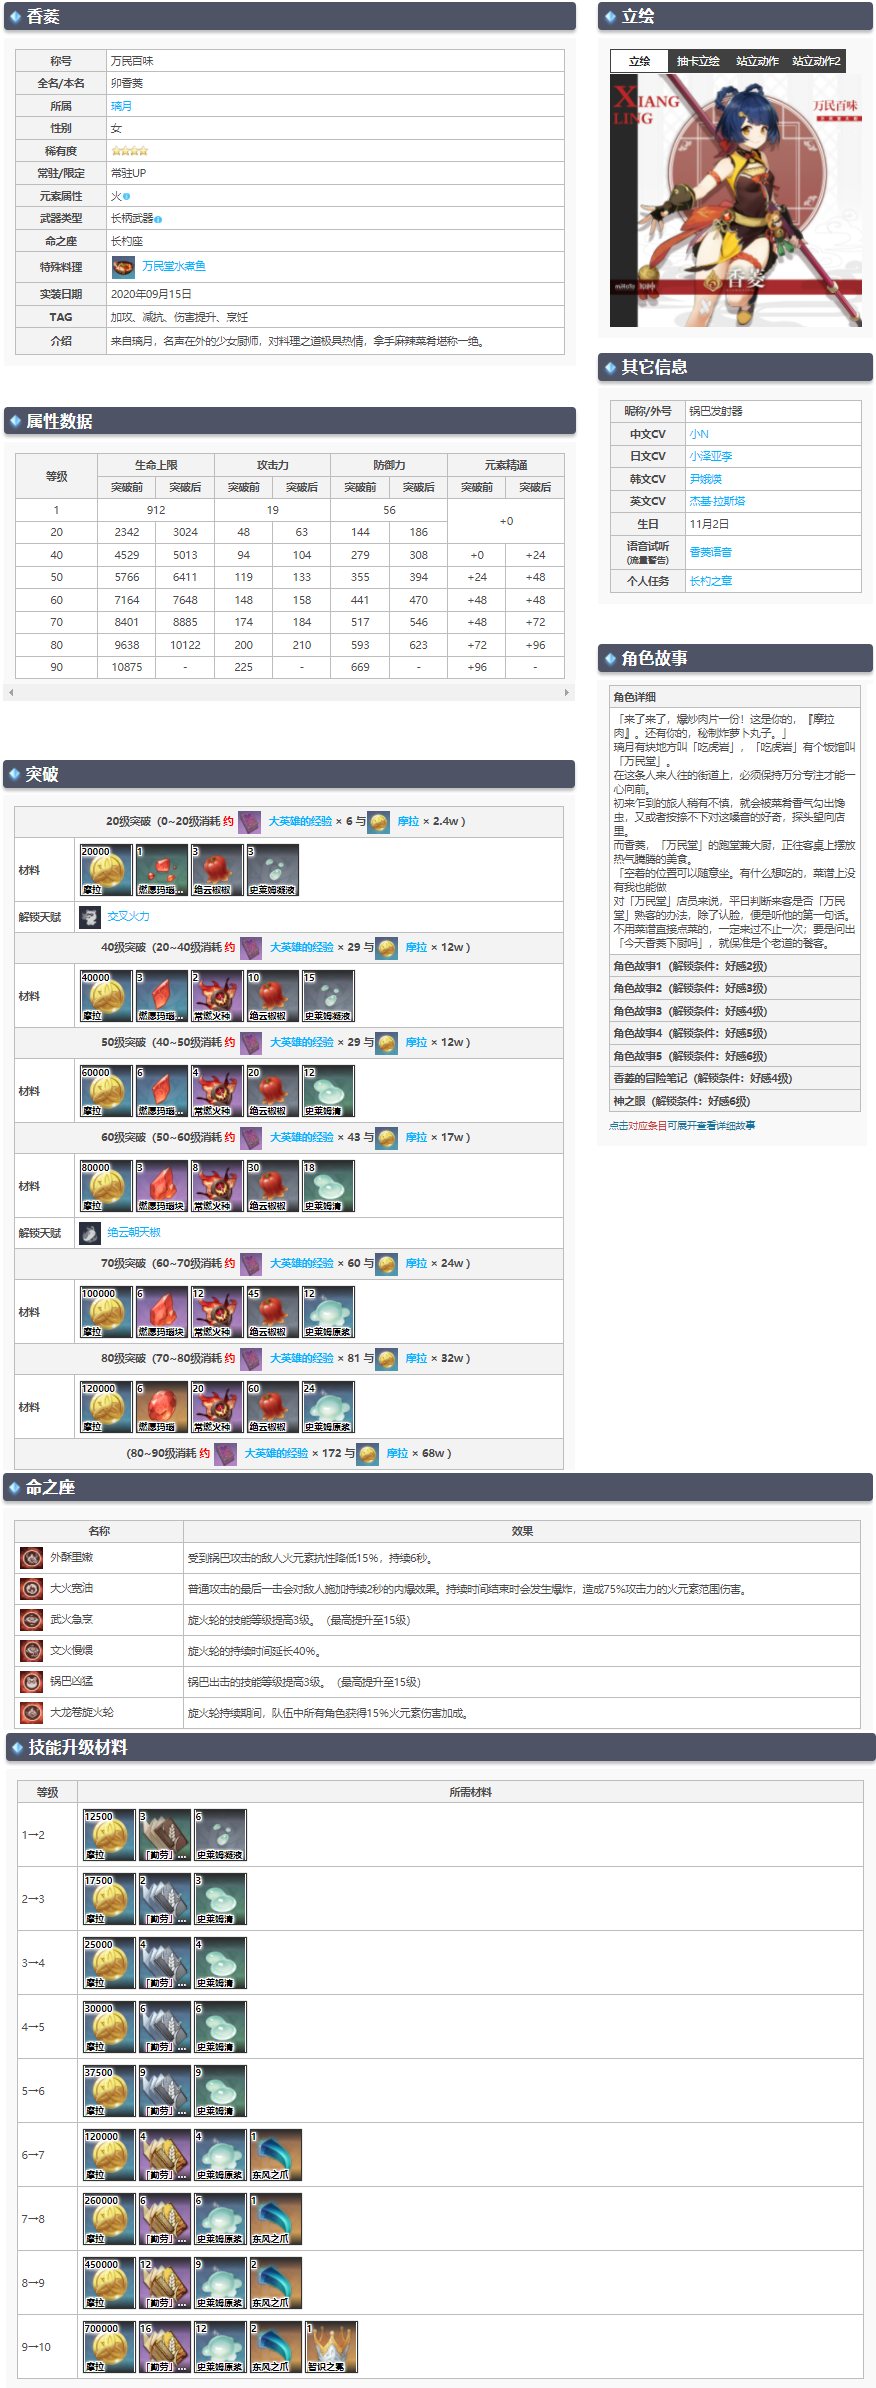 香菱
称号 万民百味
全名/本名 卯香菱
所属 璃月
性别 女
稀有度
常驻/限定 常驻UP
元素属性 火
武器类型 长柄武器
命之座 长杓座
特殊料理 万民堂水煮鱼
实装日期 2020年09月15日
TAG 加攻、减抗、伤害提升、烹饪
介绍 来自璃月，名声在外的少女厨师，对料理之道极具热情，拿手麻辣菜肴堪称一绝。
立绘
立绘 抽卡立绘 站立动作 站立动作2
XIANG
LING
万民百味
香菱
其它信息
昵称/外号 锅巴发射器
中文CV 小N
日文CV 小泽亚李
韩文CV 尹娥漢
英文CV 杰基·拉斯塔
生日 11月2日
语音试听
(流量警告)
香菱语音
个人任务 长杓之章
属性数据
等级 生命上限 攻击力 防御力 元素精通
突破前 突破后 突破前 突破后 突破前 突破后 突破前 突破后
1 912 19 56 +0
20 2342 3024 48 63 144 186
40 4529 5013 94 104 279 308 +0 +24
50 5766 6411 119 133 355 394 +24 +48
60 7164 7648 148 158 441 470 +48 +48
70 8401 8885 174 184 517 546 +48 +72
80 9638 10122 200 210 593 623 +72 +96
90 10875 - 225 - 669 - +96 -
角色故事
角色详细
「来了来了，爆炒肉片一份！这是你的，『摩拉
肉』。还有你的，秘制炸萝卜丸子。」
璃月有块地方叫「吃虎岩」，「吃虎岩」有个饭馆叫
「万民堂」。
在这条人来人往的街道上，必须保持万分专注才能一
心向前。
初来乍到的旅人稍有不慎，就会被菜肴香气勾出馋
虫，又或者按捺不下对这嗓音的好奇，探头望向店
里。
而香菱，「万民堂」的跑堂兼大厨，正往客桌上摆放
热气腾腾的美食。
「空着的位置可以随意坐。有什么想吃的，菜谱上没
有我也能做
对「万民堂」店员来说，平日判断来客是否「万民
堂」熟客的办法，除了认脸，便是听他的第一句话。
不用菜谱直接点菜的，一定来过不止一次；要是问出
「今天香菱下厨吗」，就保准是个老道的饕客。
角色故事1（解锁条件：好感2级）
角色故事2（解锁条件：好感3级）
角色故事3（解锁条件：好感4级）
角色故事4（解锁条件：好感5级）
角色故事5（解锁条件：好感6级）
香菱的冒险笔记（解锁条件：好感4级）
神之眼（解锁条件：好感6级）
点击对应条目可展开查看详细故事
突破
20级突破（0~20级消耗 约 大英雄的经验 × 6 与 摩拉 × 2.4w ）
材料
20000 1 3 3
摩拉 燃愿玛瑙... 绝云椒椒 史莱姆凝液
解锁天赋 交叉火力
40级突破（20~40级消耗 约 大英雄的经验 × 29 与 摩拉 × 12w ）
材料
40000 3 2 10 15
摩拉 燃愿玛瑙... 常燃火种 绝云椒椒 史莱姆凝液
50级突破（40~50级消耗 约 大英雄的经验 × 29 与 摩拉 × 12w ）
材料
60000 6 4 20 12
摩拉 燃愿玛瑙... 常燃火种 绝云椒椒 史莱姆清
60级突破（50~60级消耗 约 大英雄的经验 × 43 与 摩拉 × 17w ）
材料
80000 3 8 30 18
摩拉 燃愿玛瑙块 常燃火种 绝云椒椒 史莱姆清
解锁天赋 绝云朝天椒
70级突破（60~70级消耗 约 大英雄的经验 × 60 与 摩拉 × 24w ）
材料
100000 6 12 45 12
摩拉 燃愿玛瑙块 常燃火种 绝云椒椒 史莱姆原浆
80级突破（70~80级消耗 约 大英雄的经验 × 81 与 摩拉 × 32w ）
材料
120000 6 20 60 24
摩拉 燃愿玛瑙 常燃火种 绝云椒椒 史莱姆原浆
（80~90级消耗 约 大英雄的经验 × 172 与 摩拉 × 68w ）
命之座
名称 效果
外酥里嫩 受到锅巴攻击的敌人火元素抗性降低15%，持续6秒。
大火宽油 普通攻击的最后一击会对敌人施加持续2秒的内爆效果。持续时间结束时会发生爆炸，造成75%攻击力的火元素范围伤害。
武火急烹 旋火轮的技能等级提高3级。（最高提升至15级）
文火慢煨 旋火轮的持续时间延长40%。
锅巴凶猛 锅巴出击的技能等级提高3级。（最高提升至15级）
大龙卷旋火轮 旋火轮持续期间，队伍中所有角色获得15%火元素伤害加成。
技能升级材料
等级 所需材料
1→2
12500 3 6
摩拉 「勤劳」... 史莱姆凝液
2→3
17500 2 3
摩拉 「勤劳」... 史莱姆清
3→4
25000 4 4
摩拉 「勤劳」... 史莱姆清
4→5
30000 6 6
摩拉 「勤劳」... 史莱姆清
5→6
37500 9 9
摩拉 「勤劳」... 史莱姆清
6→7
120000 4 4 1
摩拉 「勤劳」... 史莱姆原浆 东风之爪
7→8
260000 6 6 1
摩拉 「勤劳」... 史莱姆原浆 东风之爪
8→9
450000 12 9 2
摩拉 「勤劳」... 史莱姆原浆 东风之爪
9→10
700000 16 12 2 1
摩拉 「勤劳」... 史莱姆原浆 东风之爪 智识之冕